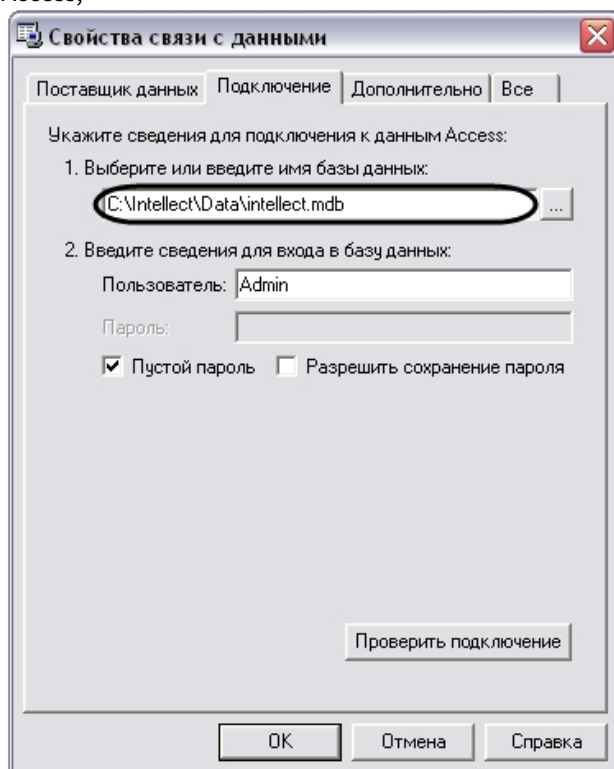 Access;
Свойства связи с данными
Поставщик данных Подключение Дополнительно Все
Укажите сведения для подключения к данным Access:
1. Выберите или введите имя базы данных:
C:\Intellect\Data\intellect.mdb ...
2. Введите сведения для входа в базу данных:
Пользователь: Admin
Пароль:
Пустой пароль Разрешить сохранение пароля
Проверить подключение
OK Отмена Справка